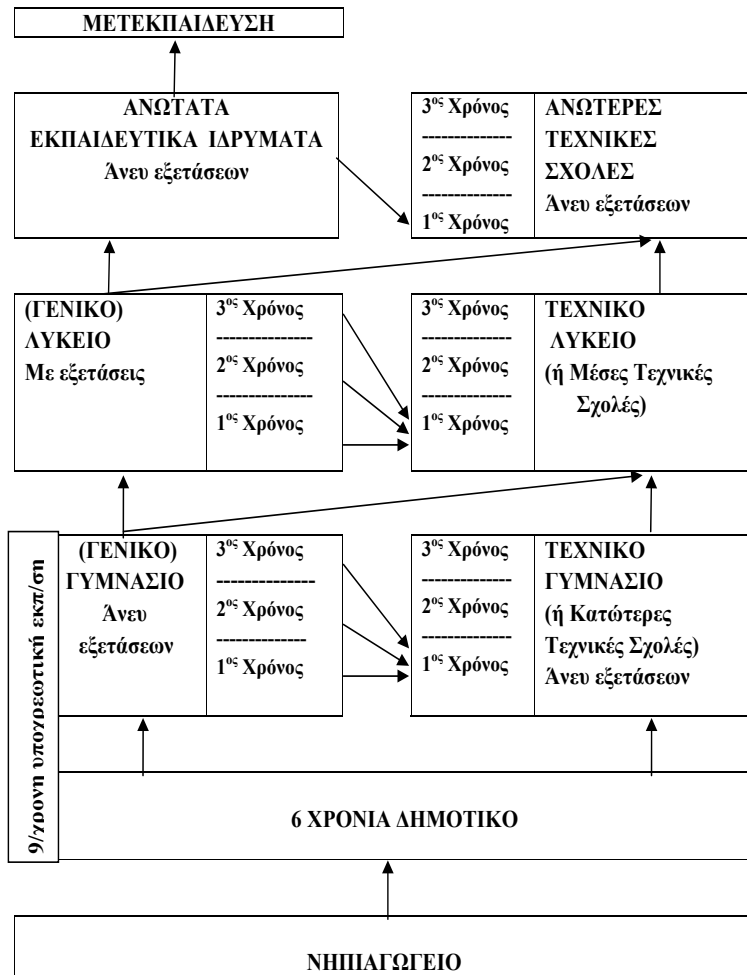 ΜΕΤΕΚΠΑΙΔΕΥΣΗ
ΑΝΩΤΑΤΑ
ΕΚΠΑΙΔΕΥΤΙΚΑ ΙΔΡΥΜΑΤΑ
Άνευ εξετάσεων
3ος Χρόνος
--------------
2ος Χρόνος
--------------
1ος Χρόνος
ΑΝΩΤΕΡΕΣ
ΤΕΧΝΙΚΕΣ
ΣΧΟΛΕΣ
Άνευ εξετάσεων
(ΓΕΝΙΚΟ)
ΛΥΚΕΙΟ
Με εξετάσεις
3ος Χρόνος
---------------
2ος Χρόνος
---------------
1ος Χρόνος
3ος Χρόνος
--------------
2ος Χρόνος
--------------
1ος Χρόνος
ΤΕΧΝΙΚΟ
ΛΥΚΕΙΟ
(ή Μέσες Τεχνικές
Σχολές)
9/χρονη υποχρεωτική εκπ/ση
(ΓΕΝΙΚΟ)
ΓΥΜΝΑΣΙΟ
Άνευ
εξετάσεων
3ος Χρόνος
---------------
2ος Χρόνος
--------------
1ος Χρόνος
3ος Χρόνος
--------------
2ος Χρόνος
--------------
1ος Χρόνος
ΤΕΧΝΙΚΟ
ΓΥΜΝΑΣΙΟ
(ή Κατώτερες
Τεχνικές Σχολές)
Άνευ εξετάσεων
6 ΧΡΟΝΙΑ ΔΗΜΟΤΙΚΟ
ΝΗΠΙΑΓΩΓΕΙΟ